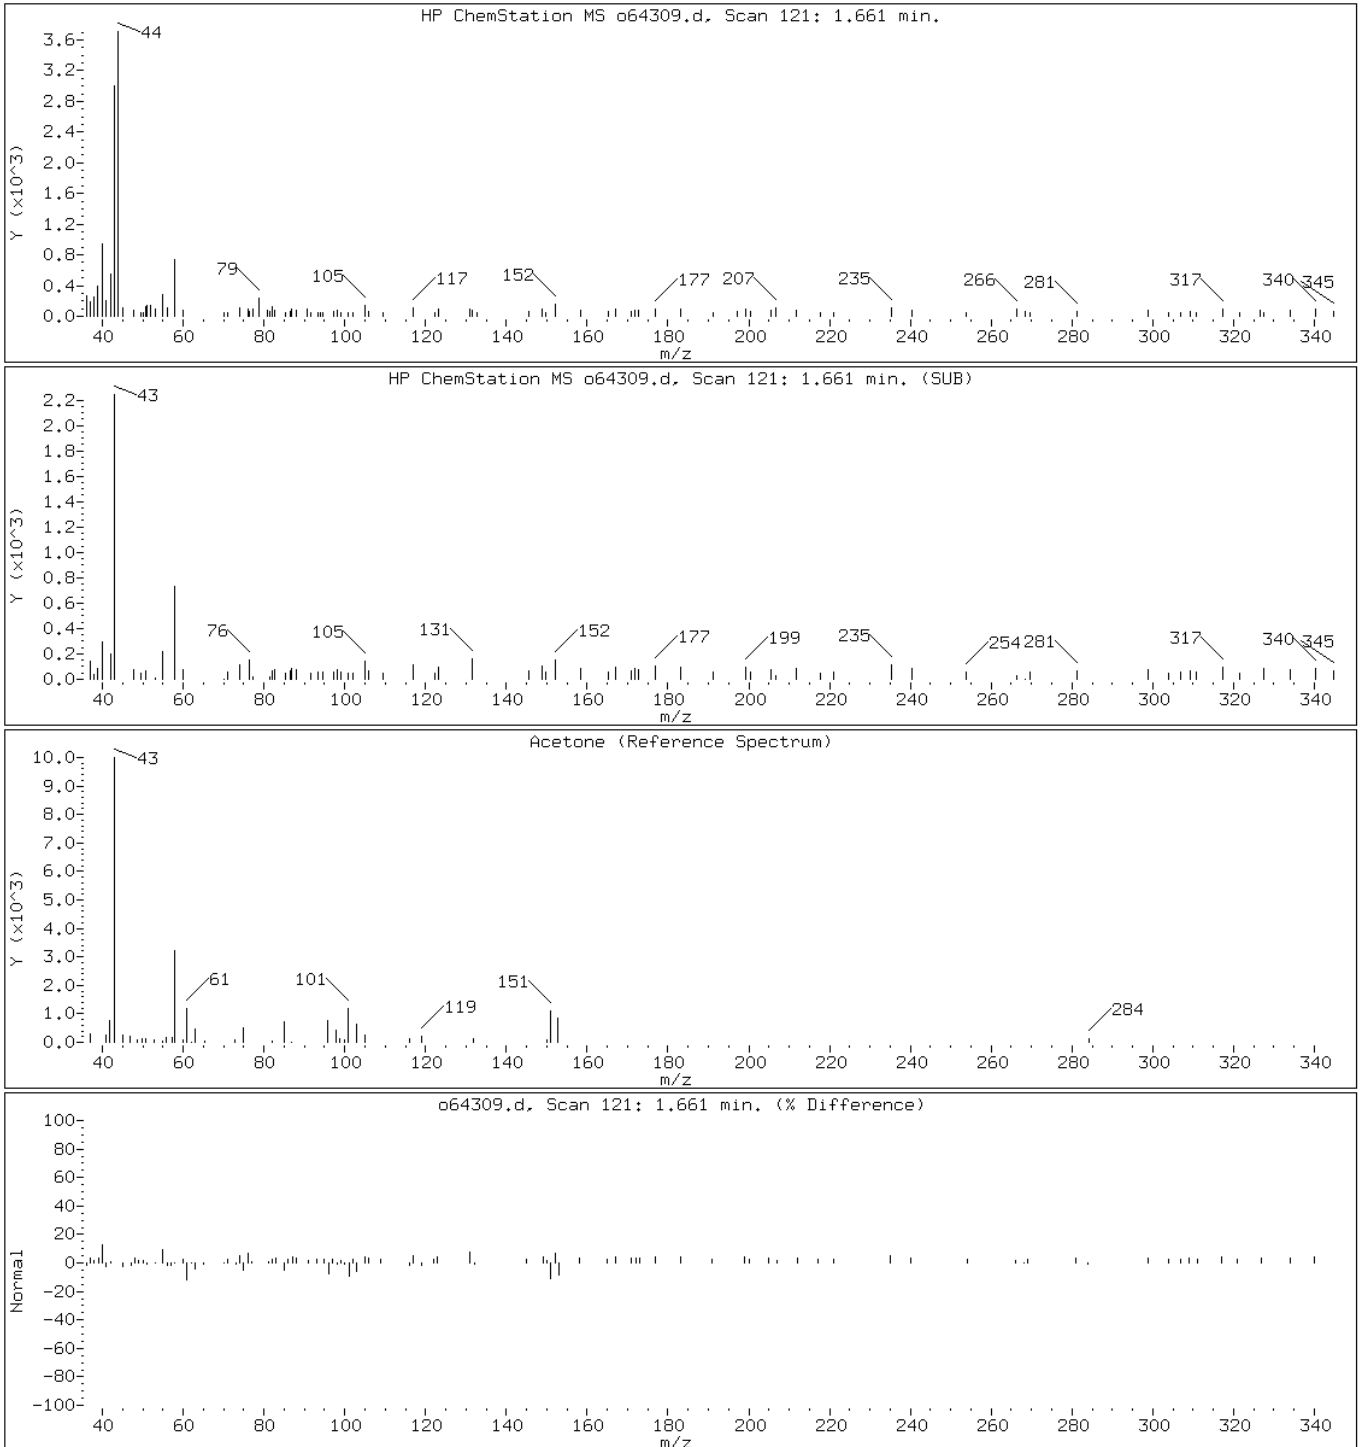 HP ChemStation MS o64309.d, Scan 121: 1.661 min.
44
3.6-
3.2-
2.8-
2.4-
2.0-
1.6-
1.2-
0.8-
0.4-
0.0-
Y (x10^3)
79 105 117 152 177 207 235 266 281 317 340 345
40 60 80 100 120 140 160 180 200 220 240 260 280 300 320 340
m/z
HP ChemStation MS o64309.d, Scan 121: 1.661 min. (SUB)
43
2.2-
2.0-
1.8-
1.6-
1.4-
1.2-
1.0-
0.8-
0.6-
0.4-
0.2-
0.0-
Y (x10^3)
76 105 131 152 177 199 235 254 281 317 340 345
40 60 80 100 120 140 160 180 200 220 240 260 280 300 320 340
m/z
Acetone (Reference Spectrum)
43
10.0-
9.0-
8.0-
7.0-
6.0-
5.0-
4.0-
3.0-
2.0-
1.0-
0.0-
Y (x10^3)
61 101 119 151 284
40 60 80 100 120 140 160 180 200 220 240 260 280 300 320 340
m/z
o64309.d, Scan 121: 1.661 min. (% Difference)
100-
80-
60-
40-
20-
0-
-20-
-40-
-60-
-80-
-100-
Normal
40 60 80 100 120 140 160 180 200 220 240 260 280 300 320 340
m/z